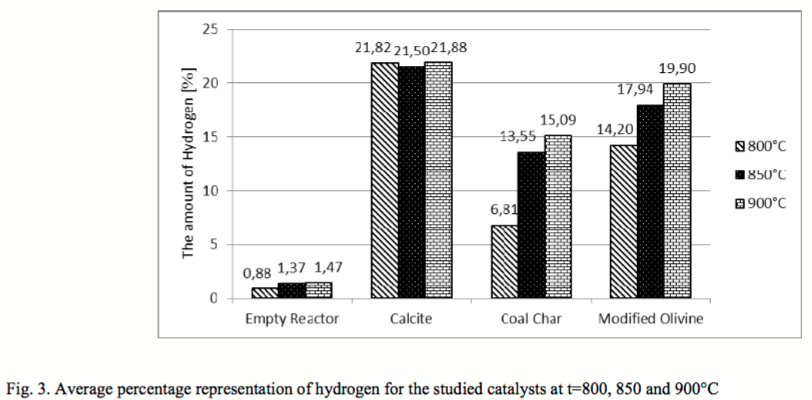 25
21,82 21,50 21,88
20
19,90
17,94
15
15,09
13,55
14,20
10
6,81
5
0,88 1,37 1,47
0
The amount of Hydrogen [%]
Empty Reactor Calcite Coal Char Modified Olivine
800°C
850°C
900°C
Fig. 3. Average percentage representation of hydrogen for the studied catalysts at t=800, 850 and 900°C